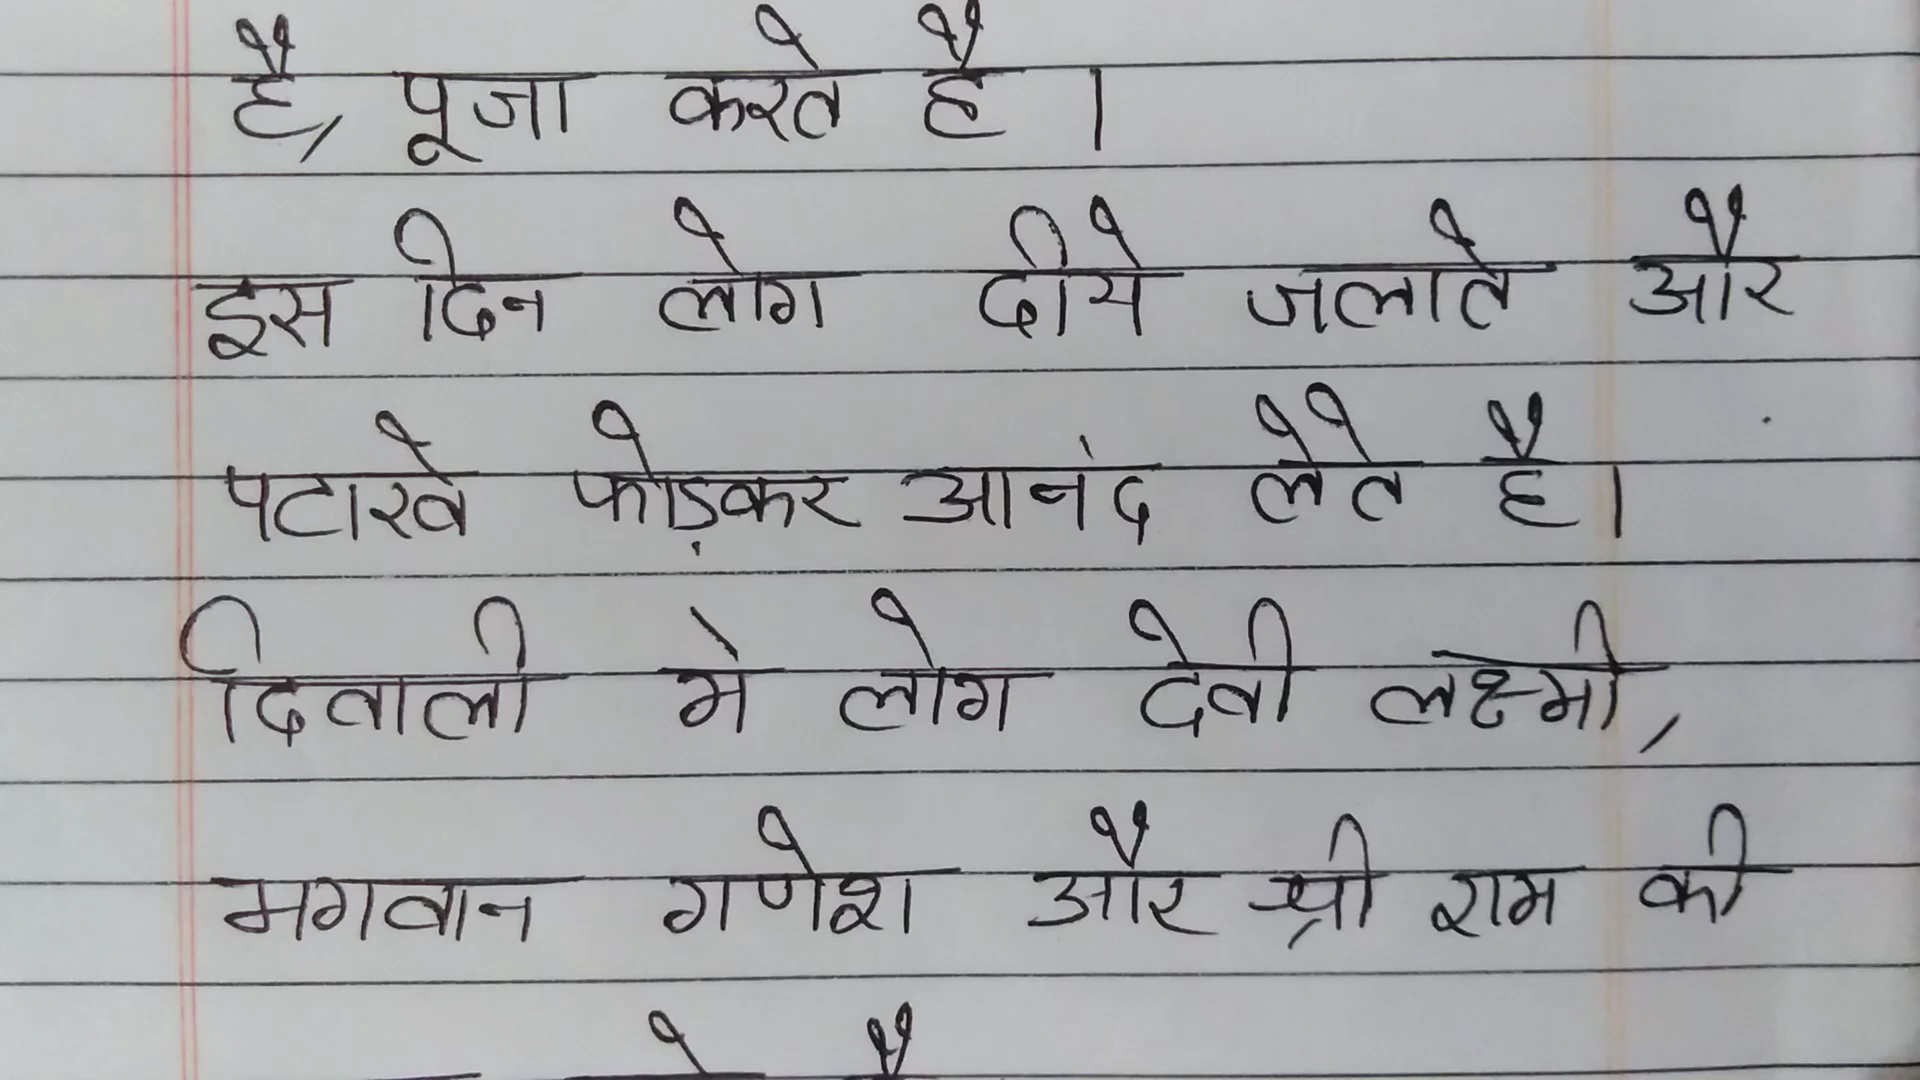 है, पूजा करते है ।
इस दिन लोग दीये जलाते और
पटाखे फोड़कर आनंद लेते है।
दिवाली मे लोग देवी लक्ष्मी,
भगवान गणेश और श्री राम की